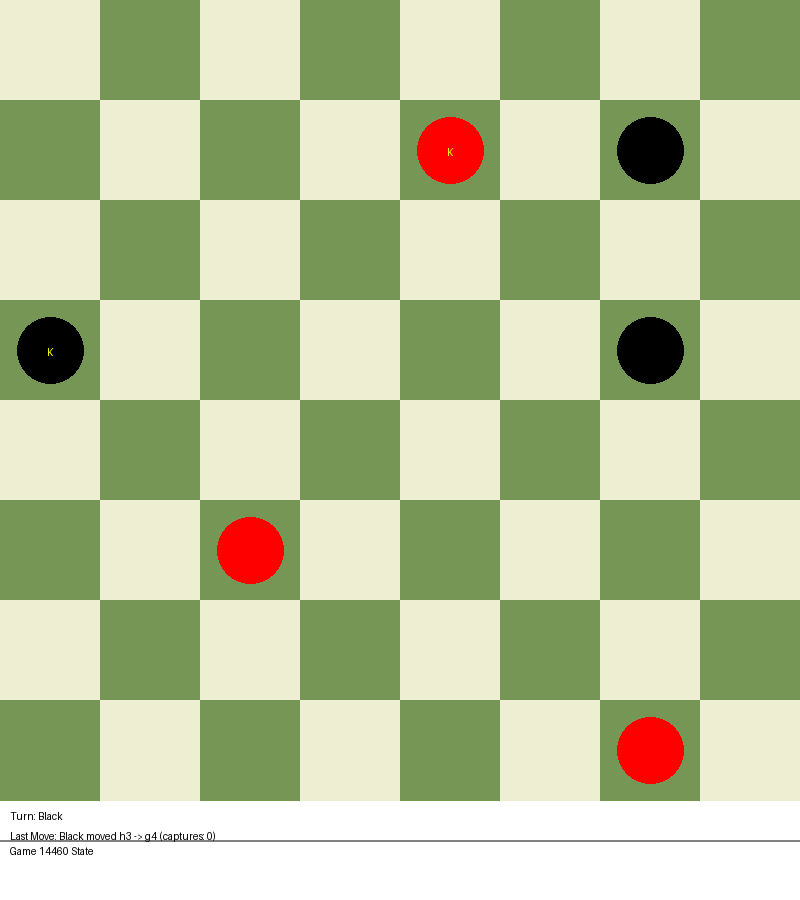 K
K
Turn: Black
Last Move: Black moved h3 -> g4 (captures: 0)
Game 14460 State